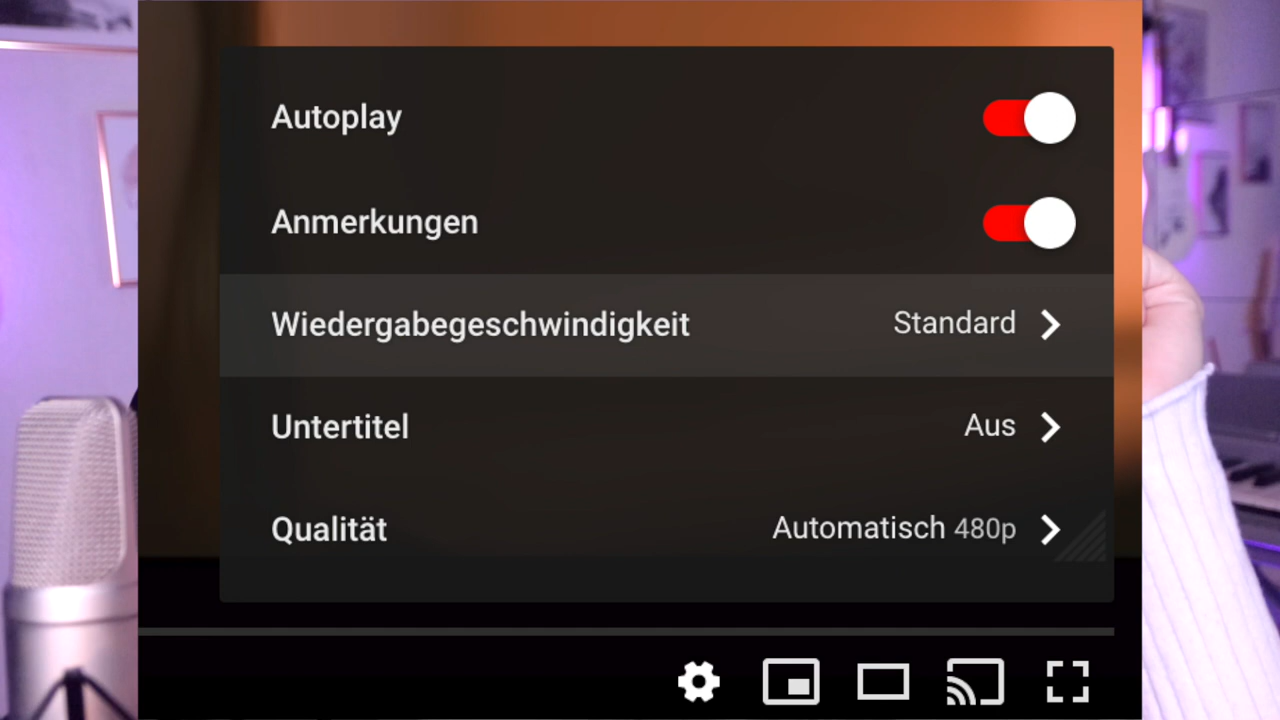 Autoplay
Anmerkungen
Wiedergabegeschwindigkeit Standard
Untertitel Aus
Qualität Automatisch 480p